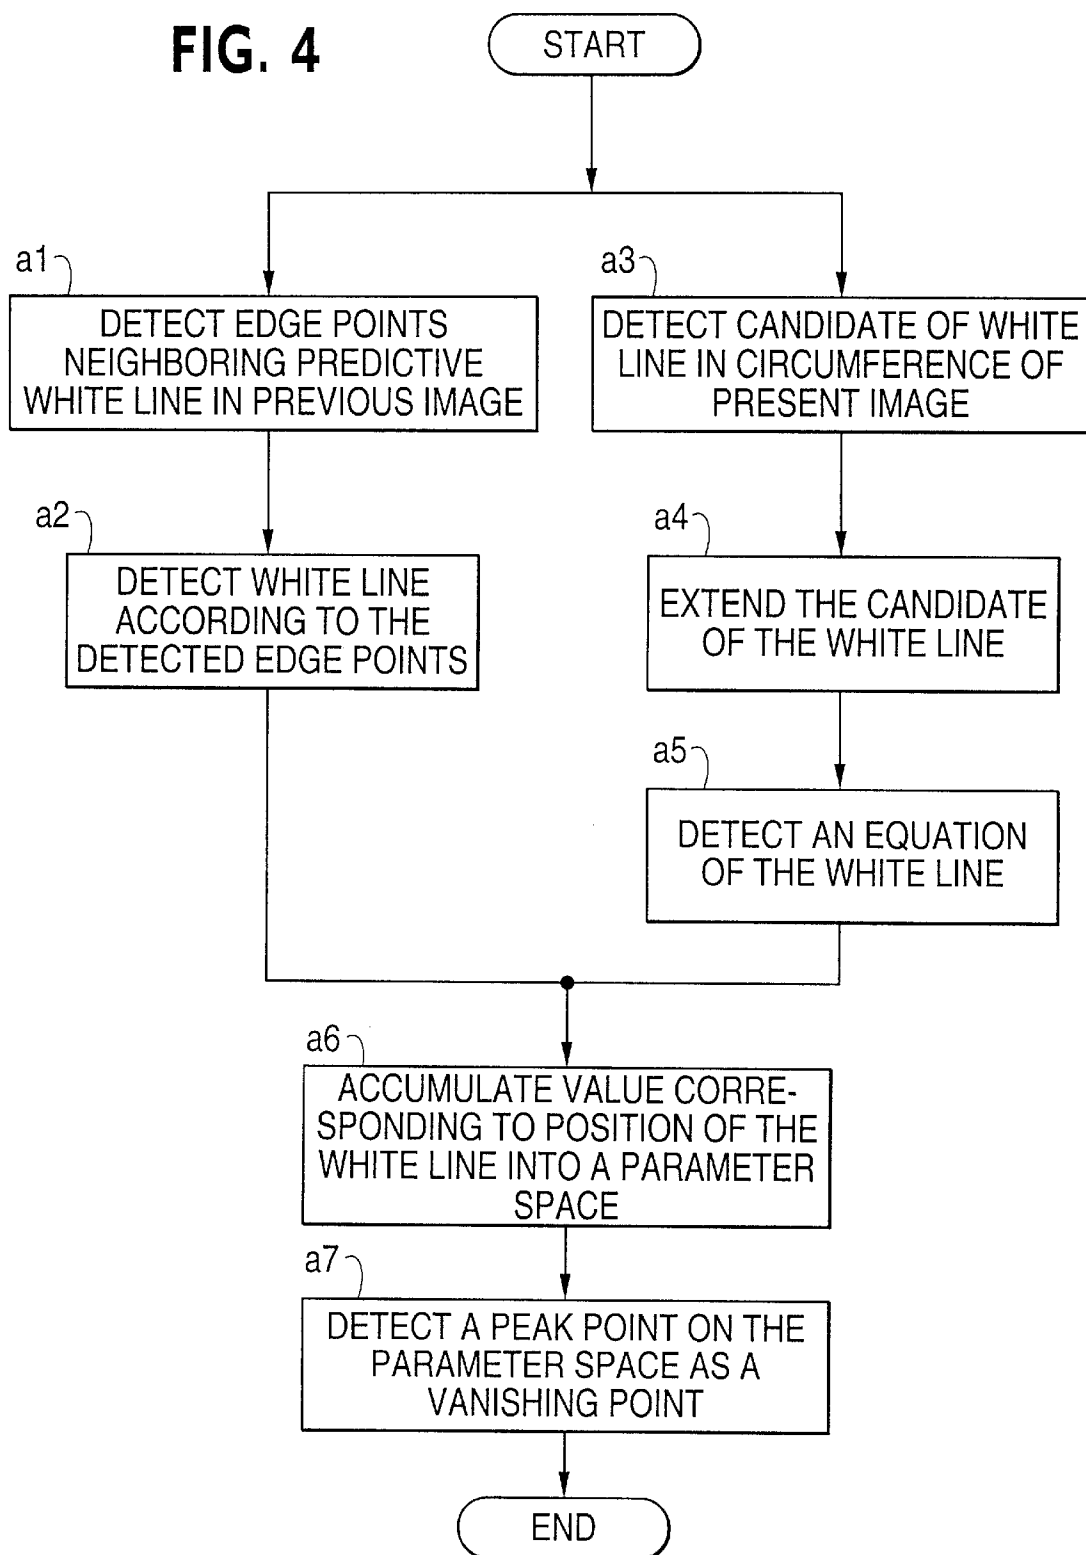 FIG. 4
START
a1
DETECT EDGE POINTS
NEIGHBORING PREDICTIVE
WHITE LINE IN PREVIOUS IMAGE
a2
DETECT WHITE LINE
ACCORDING TO THE
DETECTED EDGE POINTS
a3
DETECT CANDIDATE OF WHITE
LINE IN CIRCUMFERENCE OF
PRESENT IMAGE
a4
EXTEND THE CANDIDATE
OF THE WHITE LINE
a5
DETECT AN EQUATION
OF THE WHITE LINE
a6
ACCUMULATE VALUE CORRE-
SPONDING TO POSITION OF THE
WHITE LINE INTO A PARAMETER
SPACE
a7
DETECT A PEAK POINT ON THE
PARAMETER SPACE AS A
VANISHING POINT
END